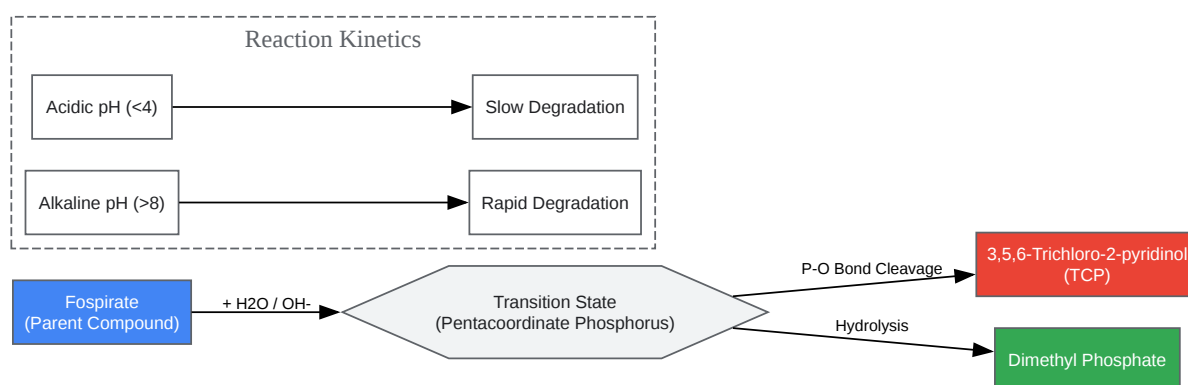 Reaction Kinetics
Acidic pH (<4)
Slow Degradation
Alkaline pH (>8)
Rapid Degradation
Fospirate
(Parent Compound)
+ H2O / OH-
Transition State
(Pentacoordinate Phosphorus)
P-O Bond Cleavage
3,5,6-Trichloro-2-pyridinol
(TCP)
Hydrolysis
Dimethyl Phosphate